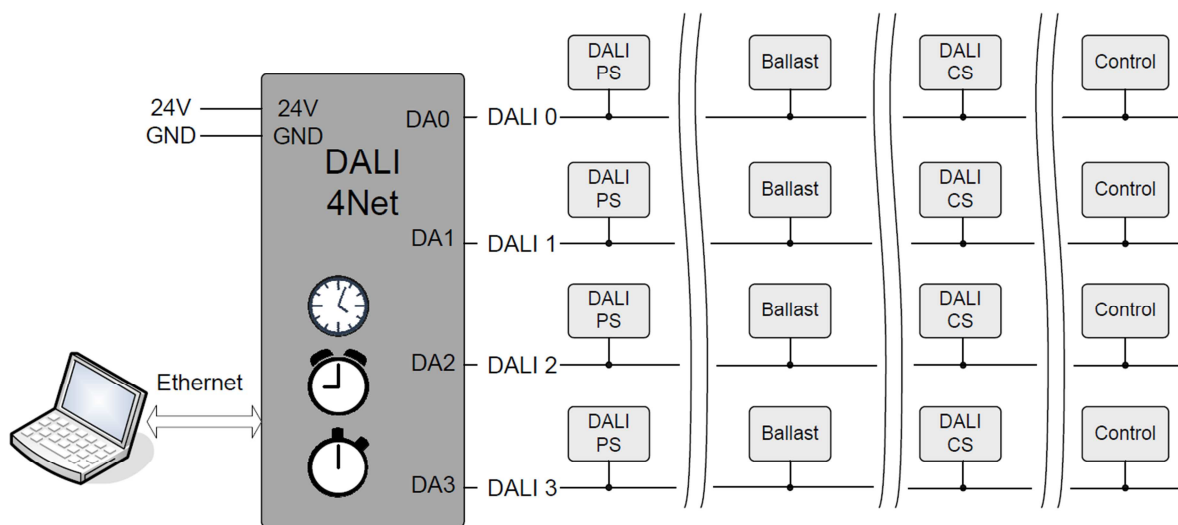 DALI
PS
Ballast
DALI
CS
Control
24V
24V
DA0
DALI 0
GND
GND
DALI
4Net
DALI
PS
Ballast
DALI
CS
Control
DA1
DALI 1
DALI
PS
Ballast
DALI
CS
Control
DA2
DALI 2
Ethernet
DALI
PS
Ballast
DALI
CS
Control
DA3
DALI 3